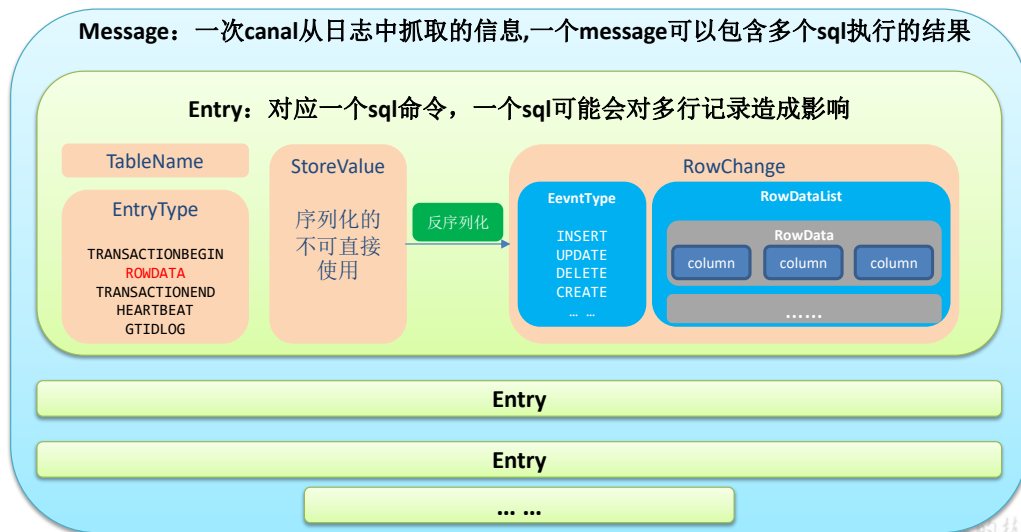 Message：一次canal从日志中抓取的信息,一个message可以包含多个sql执行的结果
Entry：对应一个sql命令，一个sql可能会对多行记录造成影响
TableName
EntryType
TRANSACTIONBEGIN
ROWDATA
TRANSACTIONEND
HEARTBEAT
GTIDLOG
StoreValue
序列化的
不可直接
使用
反序列化
RowChange
EevntType
INSERT
UPDATE
DELETE
CREATE
… …
RowDataList
RowData
column
column
column
……
Entry
Entry
… …